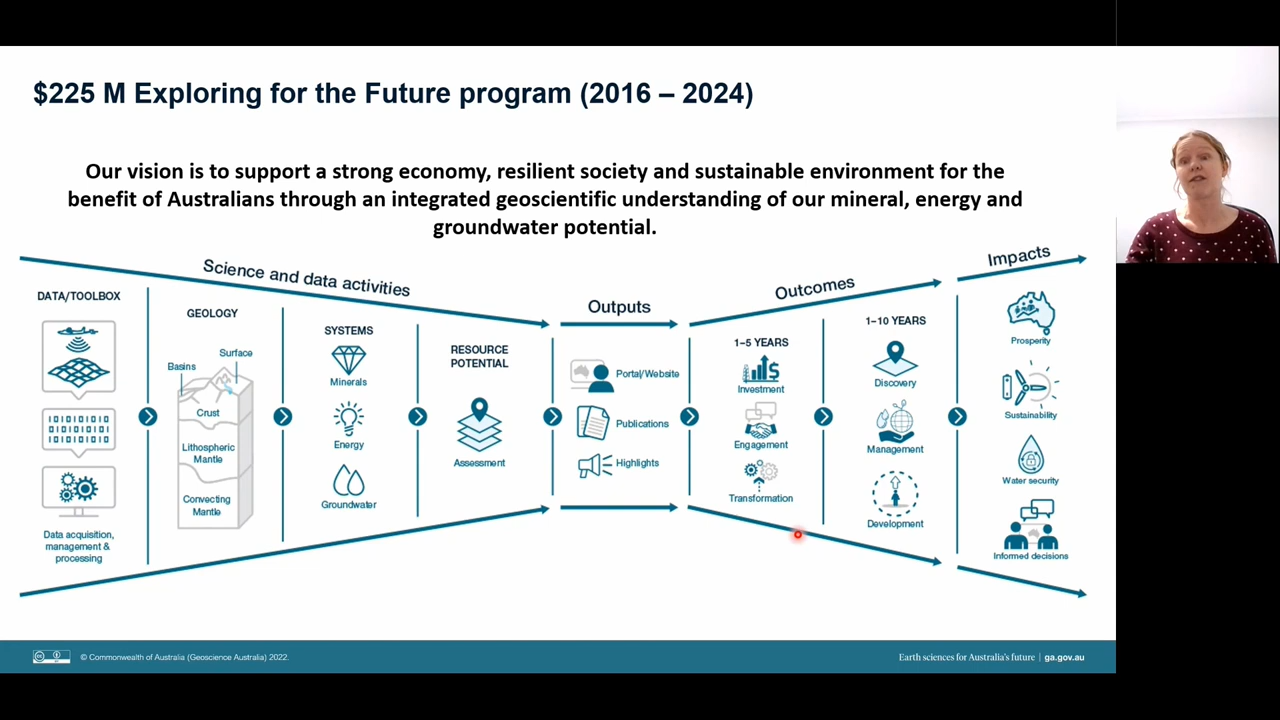 $225 M Exploring for the Future program (2016 – 2024)
Our vision is to support a strong economy, resilient society and sustainable environment for the
benefit of Australians through an integrated geoscientific understanding of our mineral, energy and
groundwater potential.
Science and data activities
Outputs
Outcomes
Impacts
DATA/TOOLBOX
01010101
01010101
Data acquisition,
management &
processing
GEOLOGY
Surface
Basins
Crust
Lithospheric
Mantle
Convecting
Mantle
SYSTEMS
Minerals
Energy
Groundwater
RESOURCE
POTENTIAL
Assessment
Portal/Website
Publications
Highlights
1–5 YEARS
$
Investment
Engagement
Transformation
1–10 YEARS
Discovery
Management
Development
Prosperity
Sustainability
Water security
Informed decisions
© Commonwealth of Australia (Geoscience Australia) 2022.
Earth sciences for Australia's future | ga.gov.au